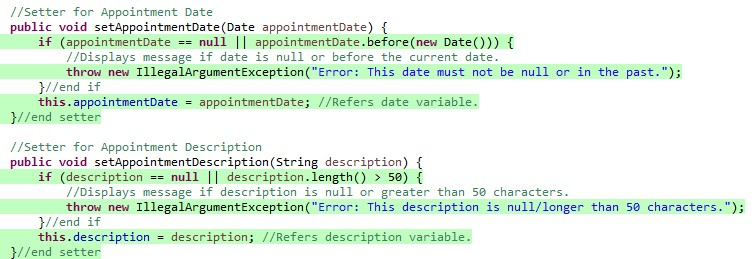 //Setter for Appointment Date
public void setAppointmentDate(Date appointmentDate) {
    if (appointmentDate == null || appointmentDate.before(new Date())) {
        //Displays message if date is null or before the current date.
        throw new IllegalArgumentException("Error: This date must not be null or in the past.");
    }//end if
    this.appointmentDate = appointmentDate; //Refers date variable.
}//end setter

//Setter for Appointment Description
public void setAppointmentDescription(String description) {
    if (description == null || description.length() > 50) {
        //Displays message if description is null or greater than 50 characters.
        throw new IllegalArgumentException("Error: This description is null/longer than 50 characters.");
    }//end if
    this.description = description; //Refers description variable.
}//end setter